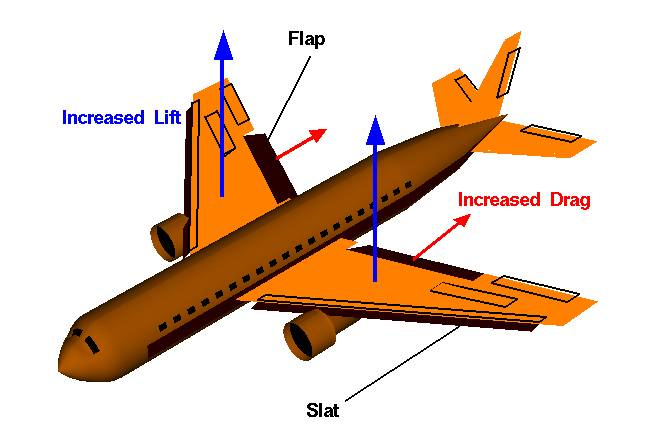 Flap
Increased Lift
Increased Drag
Slat